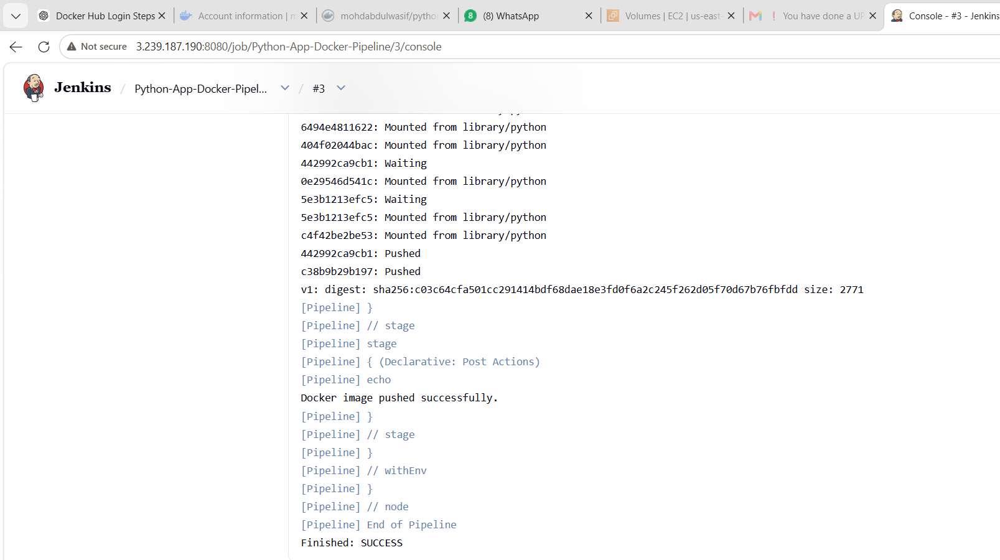 Docker Hub Login Steps
Account information | m
mohdabdulwasif/pytho
8
(8) WhatsApp
Volumes | EC2 | us-east-
You have done a UP
Console - #3 - Jenkins
Not secure
3.239.187.190:8080/job/Python-App-Docker-Pipeline/3/console
Jenkins / Python-App-Docker-Pipel... / #3
6494e4811622: Mounted from library/python
404f02044bac: Mounted from library/python
442992ca9cb1: Waiting
0e29546d541c: Mounted from library/python
5e3b1213efc5: Waiting
5e3b1213efc5: Mounted from library/python
c4f42be2be53: Mounted from library/python
442992ca9cb1: Pushed
c38b9b29b197: Pushed
v1: digest: sha256:c03c64cfa501cc291414bdf68dae18e3fd0f6a2c245f262d05f70d67b76fbfdd size: 2771
[Pipeline] }
[Pipeline] // stage
[Pipeline] stage
[Pipeline] { (Declarative: Post Actions)
[Pipeline] echo
Docker image pushed successfully.
[Pipeline] }
[Pipeline] // stage
[Pipeline] }
[Pipeline] // withEnv
[Pipeline] }
[Pipeline] // node
[Pipeline] End of Pipeline
Finished: SUCCESS